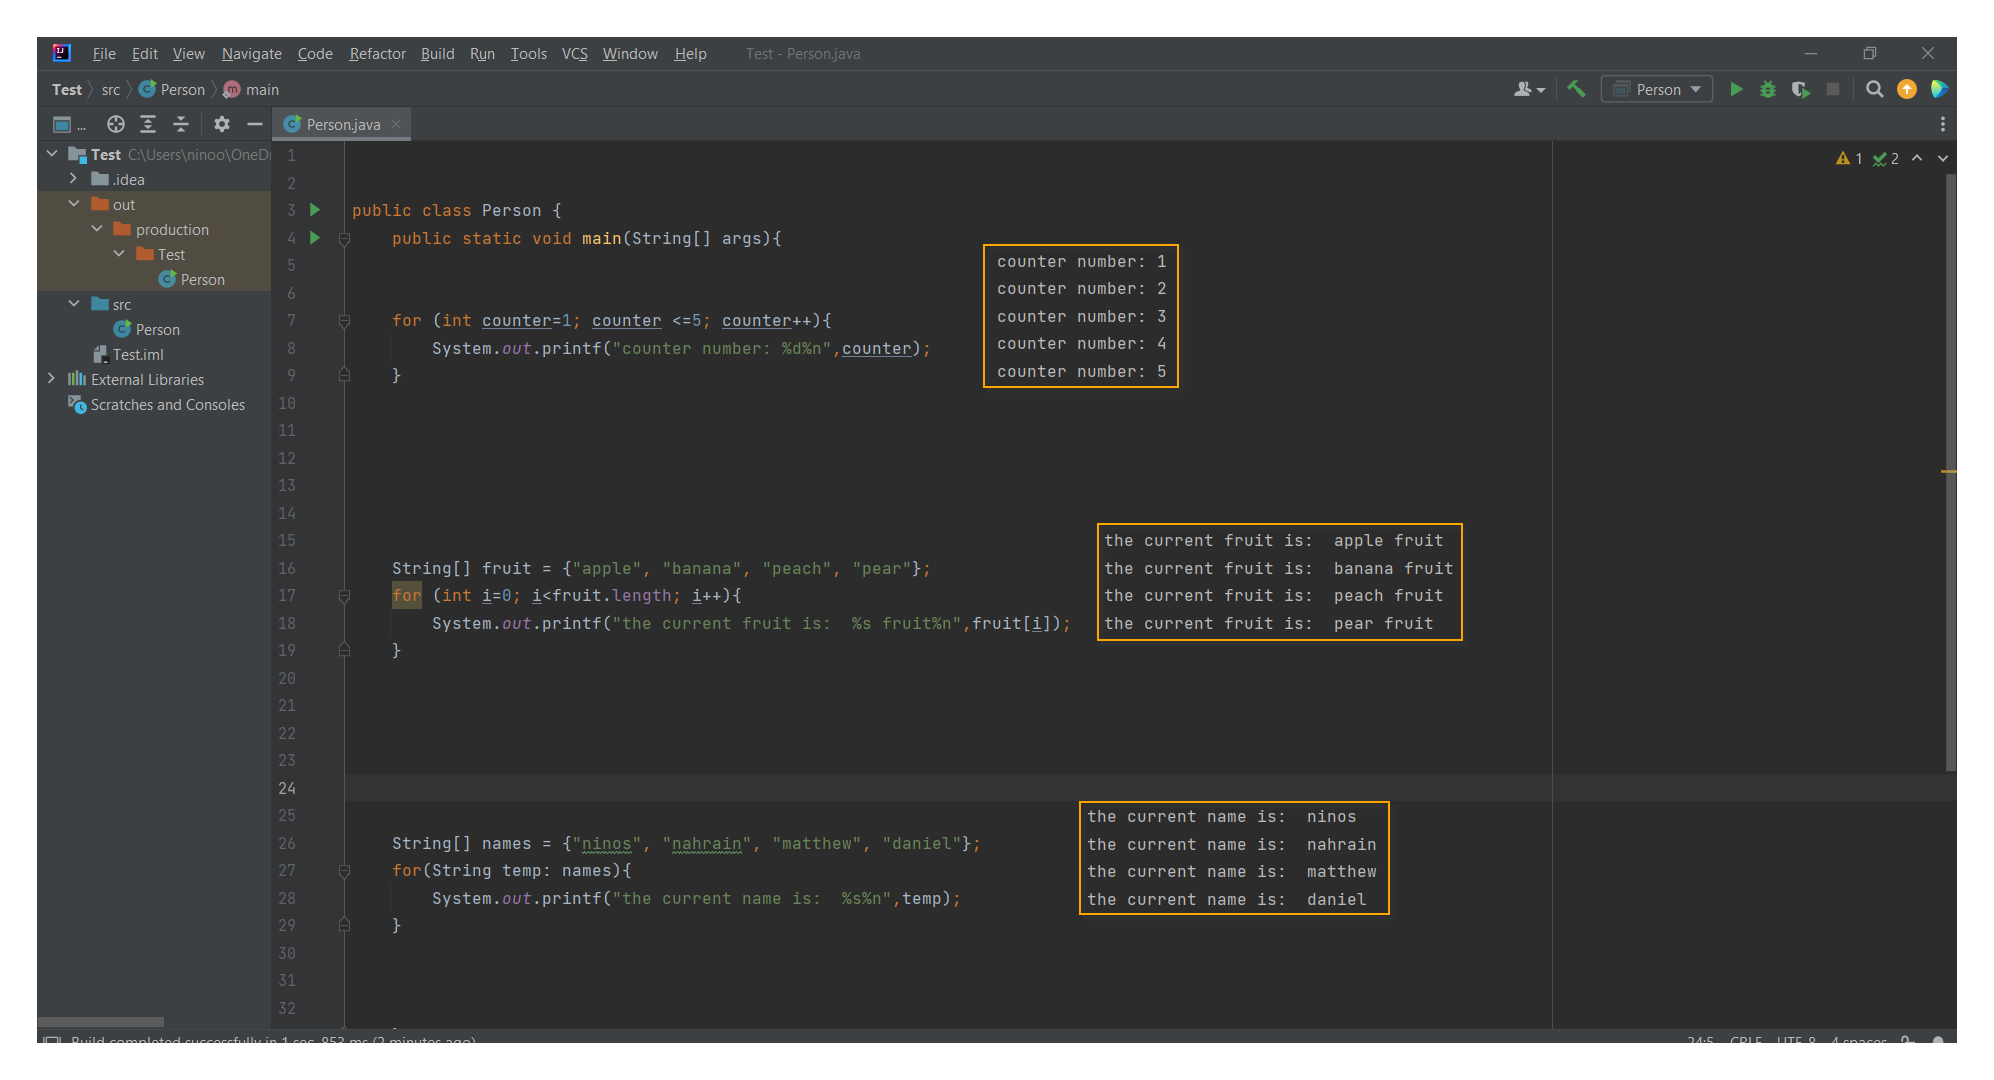 File Edit View Navigate Code Refactor Build Run Tools VCS Window Help Test - Person.java
Test src Person main
Person
... Person.java
Test C:\Users\ninoo\OneDr
.idea
out
production
Test
Person
src
Person
Test.iml
External Libraries
Scratches and Consoles
1 2
1
2
3 public class Person {
4 public static void main(String[] args){
5
6
7 for (int counter=1; counter <=5; counter++){
8 System.out.printf("counter number: %d%n",counter);
9 }
10
11
12
13
14
15
16 String[] fruit = {"apple", "banana", "peach", "pear"};
17 for (int i=0; i<fruit.length; i++){
18 System.out.printf("the current fruit is:  %s fruit%n",fruit[i]);
19 }
20
21
22
23
24
25
26 String[] names = {"ninos", "nahrain", "matthew", "daniel"};
27 for(String temp: names){
28 System.out.printf("the current name is:  %s%n",temp);
29 }
30
31
32
counter number: 1
counter number: 2
counter number: 3
counter number: 4
counter number: 5
the current fruit is:  apple fruit
the current fruit is:  banana fruit
the current fruit is:  peach fruit
the current fruit is:  pear fruit
the current name is:  ninos
the current name is:  nahrain
the current name is:  matthew
the current name is:  daniel
Build completed successfully in 1 sec, 853 ms (2 minutes ago) 24:5 CRLF UTF-8 4 spaces